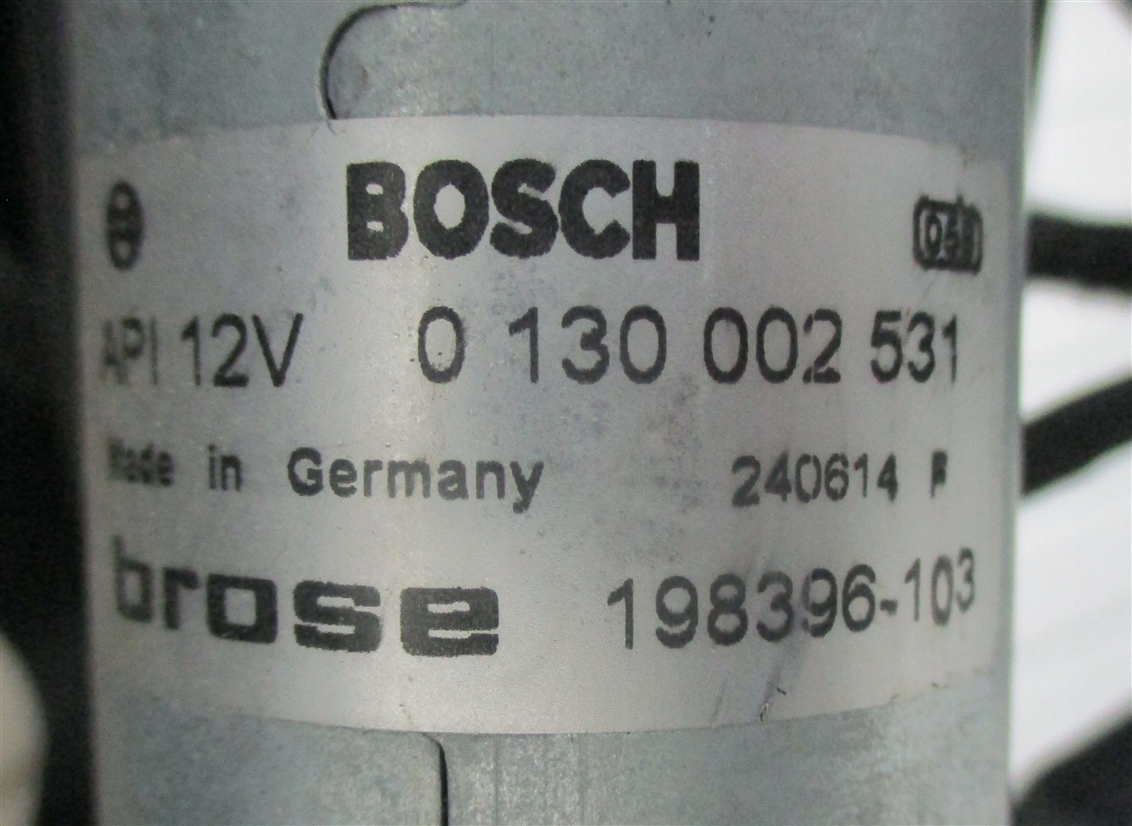 BOSCH
API 12V 0 130 002 531
Made in Germany 240614 F
brose 198396-103